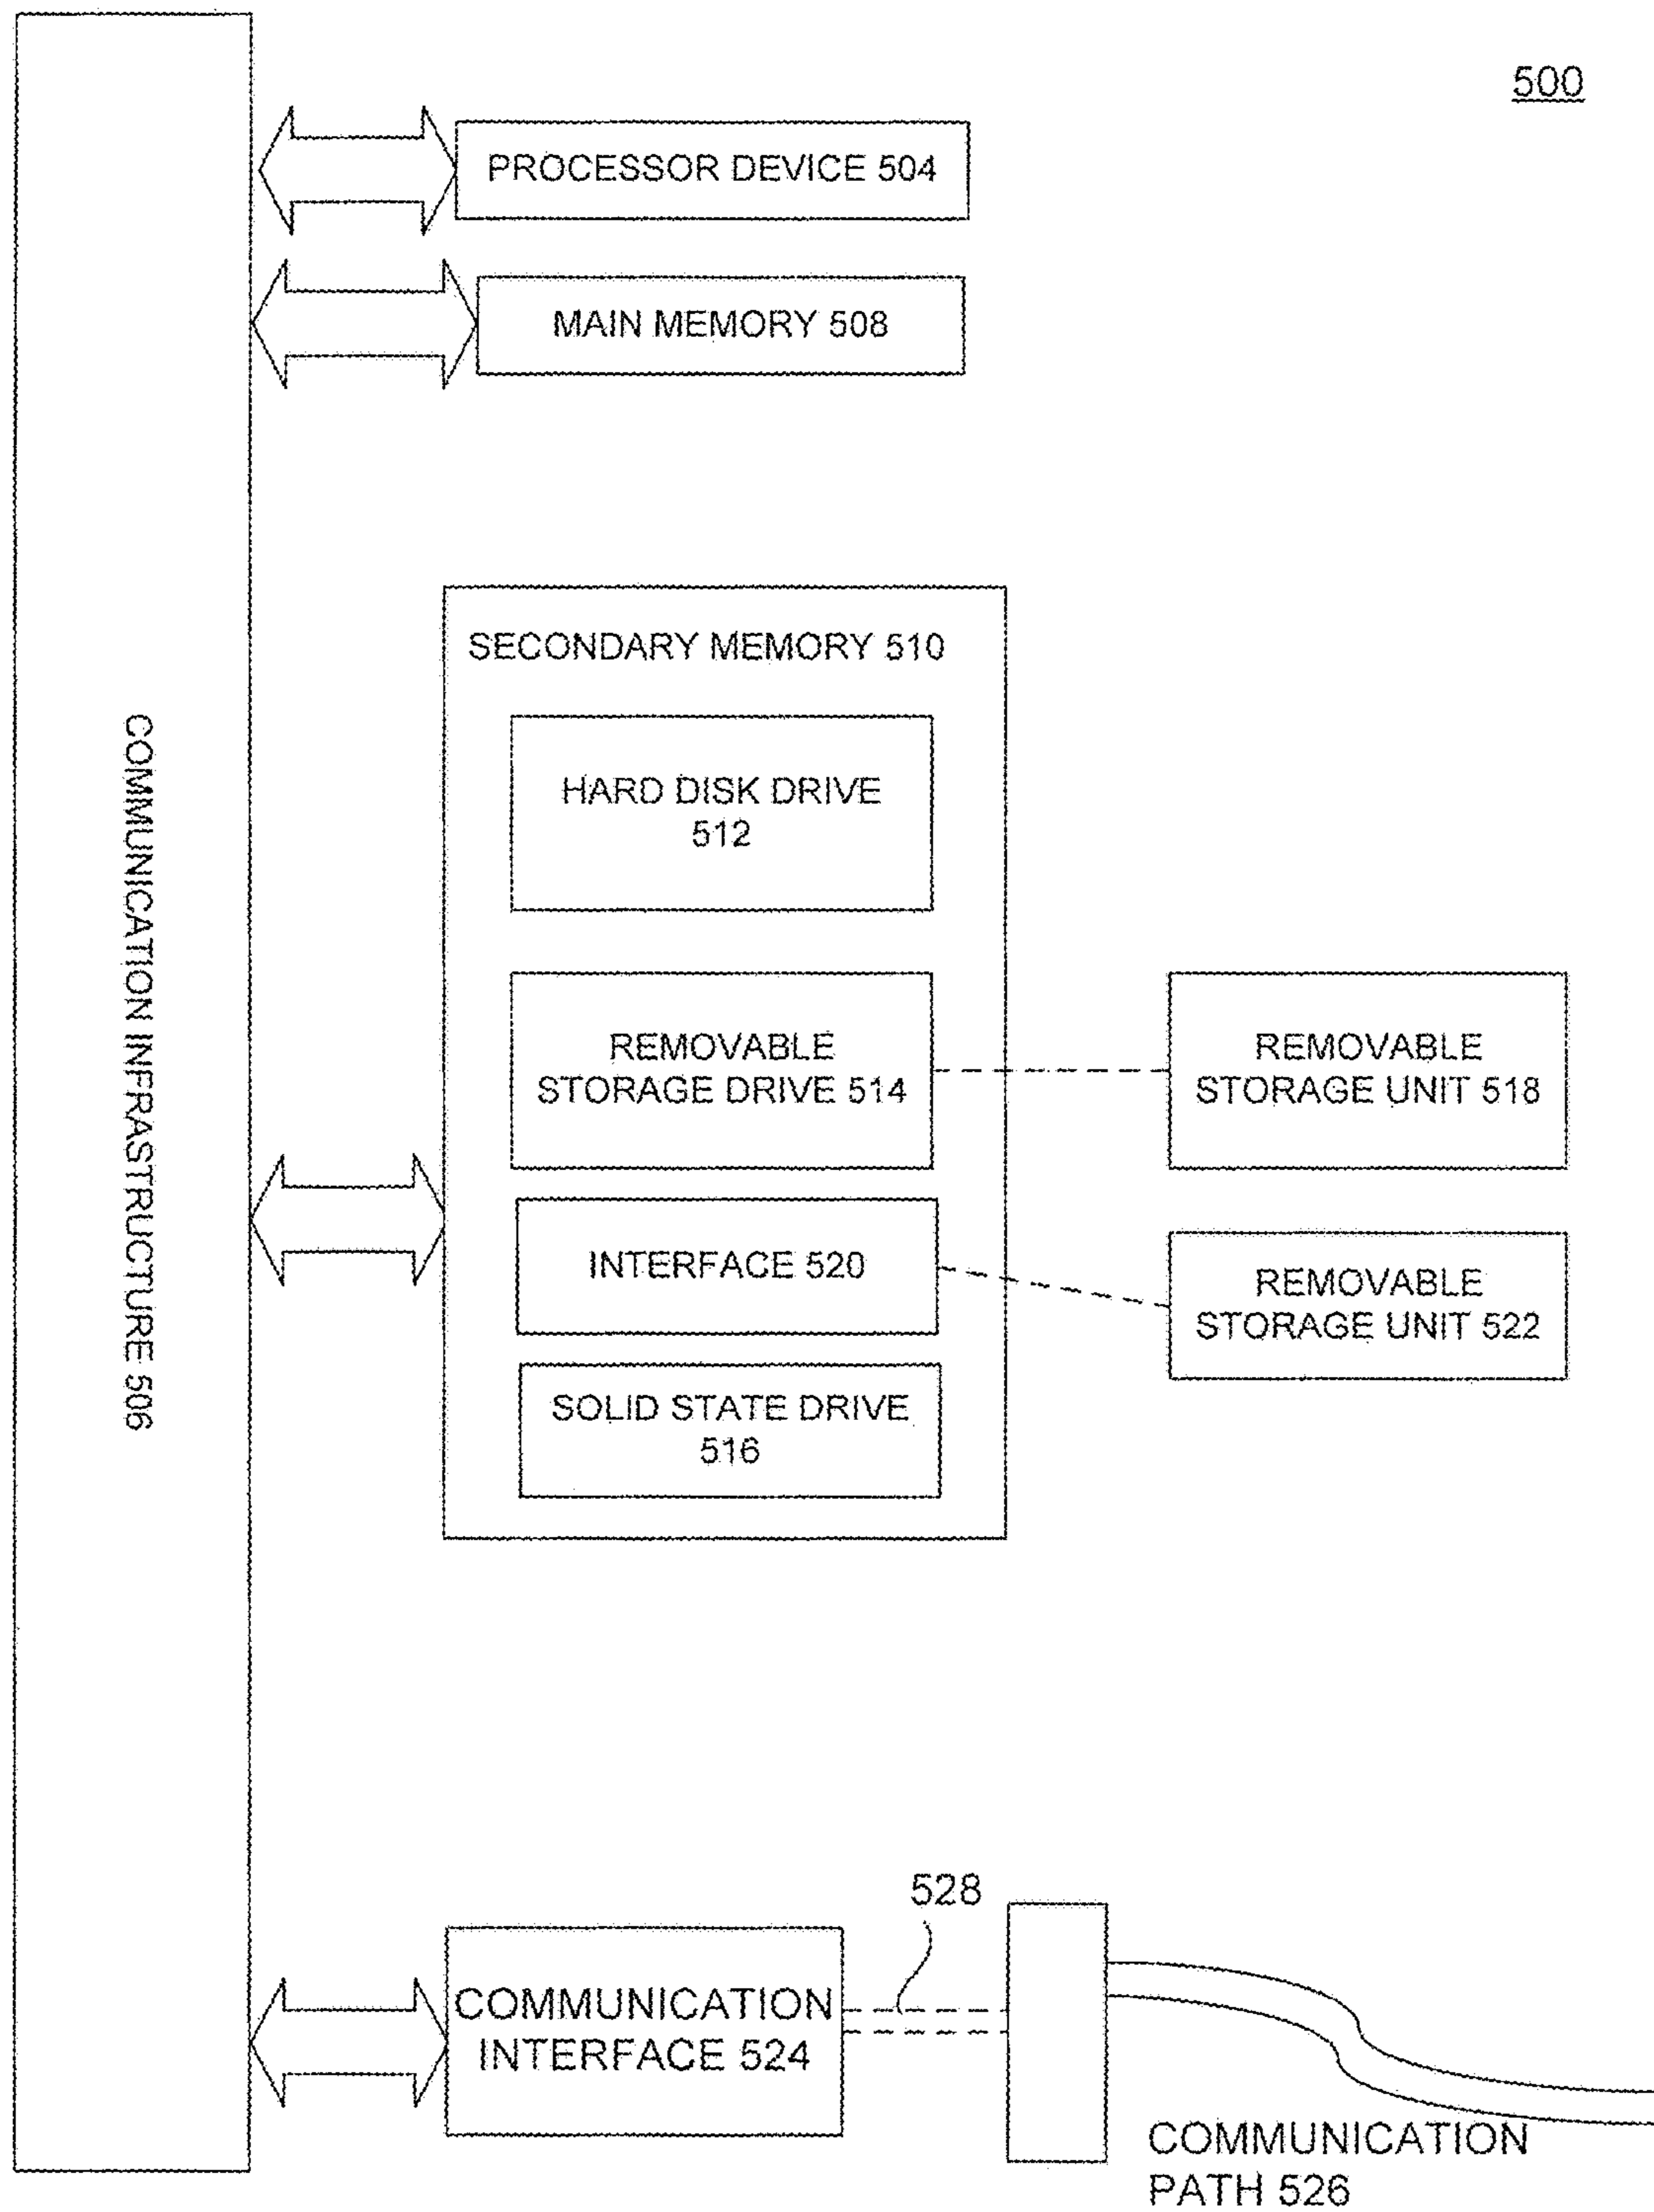 500
PROCESSOR DEVICE 504
MAIN MEMORY 508
COMMUNICATION INFRASTRUCTURE 506
SECONDARY MEMORY 510
HARD DISK DRIVE
512
REMOVABLE
STORAGE DRIVE 514
REMOVABLE
STORAGE UNIT 518
INTERFACE 520
REMOVABLE
STORAGE UNIT 522
SOLID STATE DRIVE
516
528
COMMUNICATION
INTERFACE 524
COMMUNICATION
PATH 526